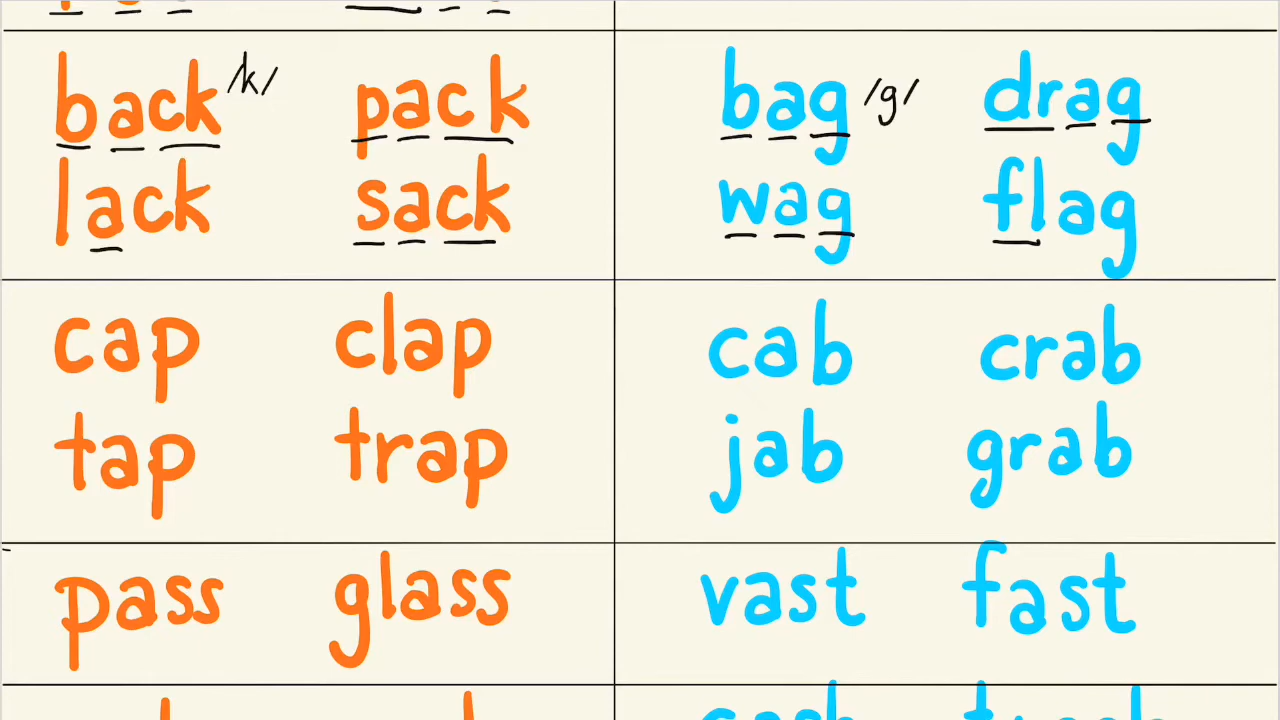 back /k/ pack
lack sack
bag /g/ drag
wag flag
cap clap
tap trap
cab crab
jab grab
pass glass
vast fast